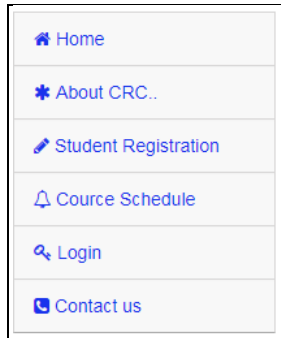 Home
About CRC..
Student Registration
Cource Schedule
Login
Contact us